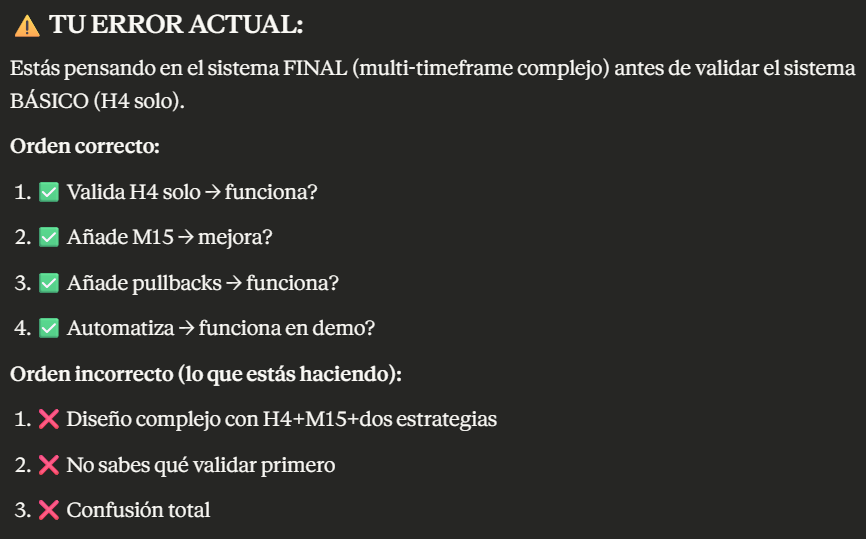 ⚠️ TU ERROR ACTUAL:
Estás pensando en el sistema FINAL (multi-timeframe complejo) antes de validar el sistema
BÁSICO (H4 solo).
Orden correcto:
1. ✅ Valida H4 solo → funciona?
2. ✅ Añade M15 → mejora?
3. ✅ Añade pullbacks → funciona?
4. ✅ Automatiza → funciona en demo?
Orden incorrecto (lo que estás haciendo):
1. ❌ Diseño complejo con H4+M15+dos estrategias
2. ❌ No sabes qué validar primero
3. ❌ Confusión total